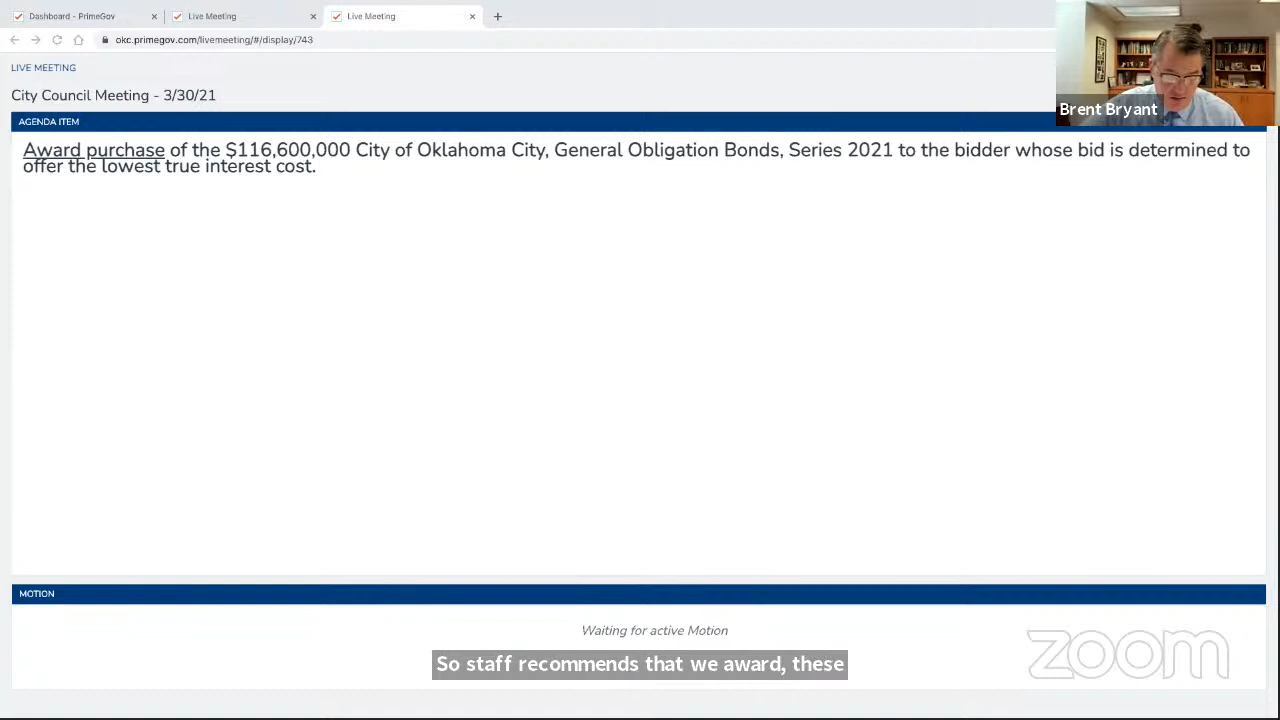 Dashboard - PrimeGov
Live Meeting
Live Meeting
okc.primegov.com/livemeeting/#/display/743
LIVE MEETING
City Council Meeting - 3/30/21
Brent Bryant
AGENDA ITEM
Award purchase of the $116,600,000 City of Oklahoma City, General Obligation Bonds, Series 2021 to the bidder whose bid is determined to
offer the lowest true interest cost.
MOTION
Waiting for active Motion
So staff recommends that we award, these
zoom